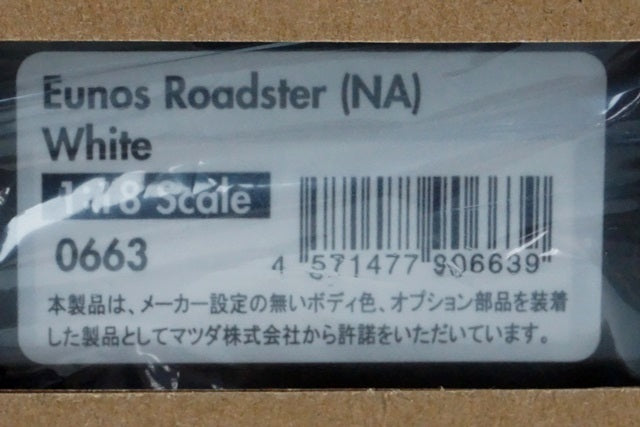 Eunos Roadster (NA)
White
1:18 Scale
0663
4 571477 906639
本製品は、メーカー設定の無いボディ色、オプション部品を装着
した製品としてマツダ株式会社から許諾をいただいています。